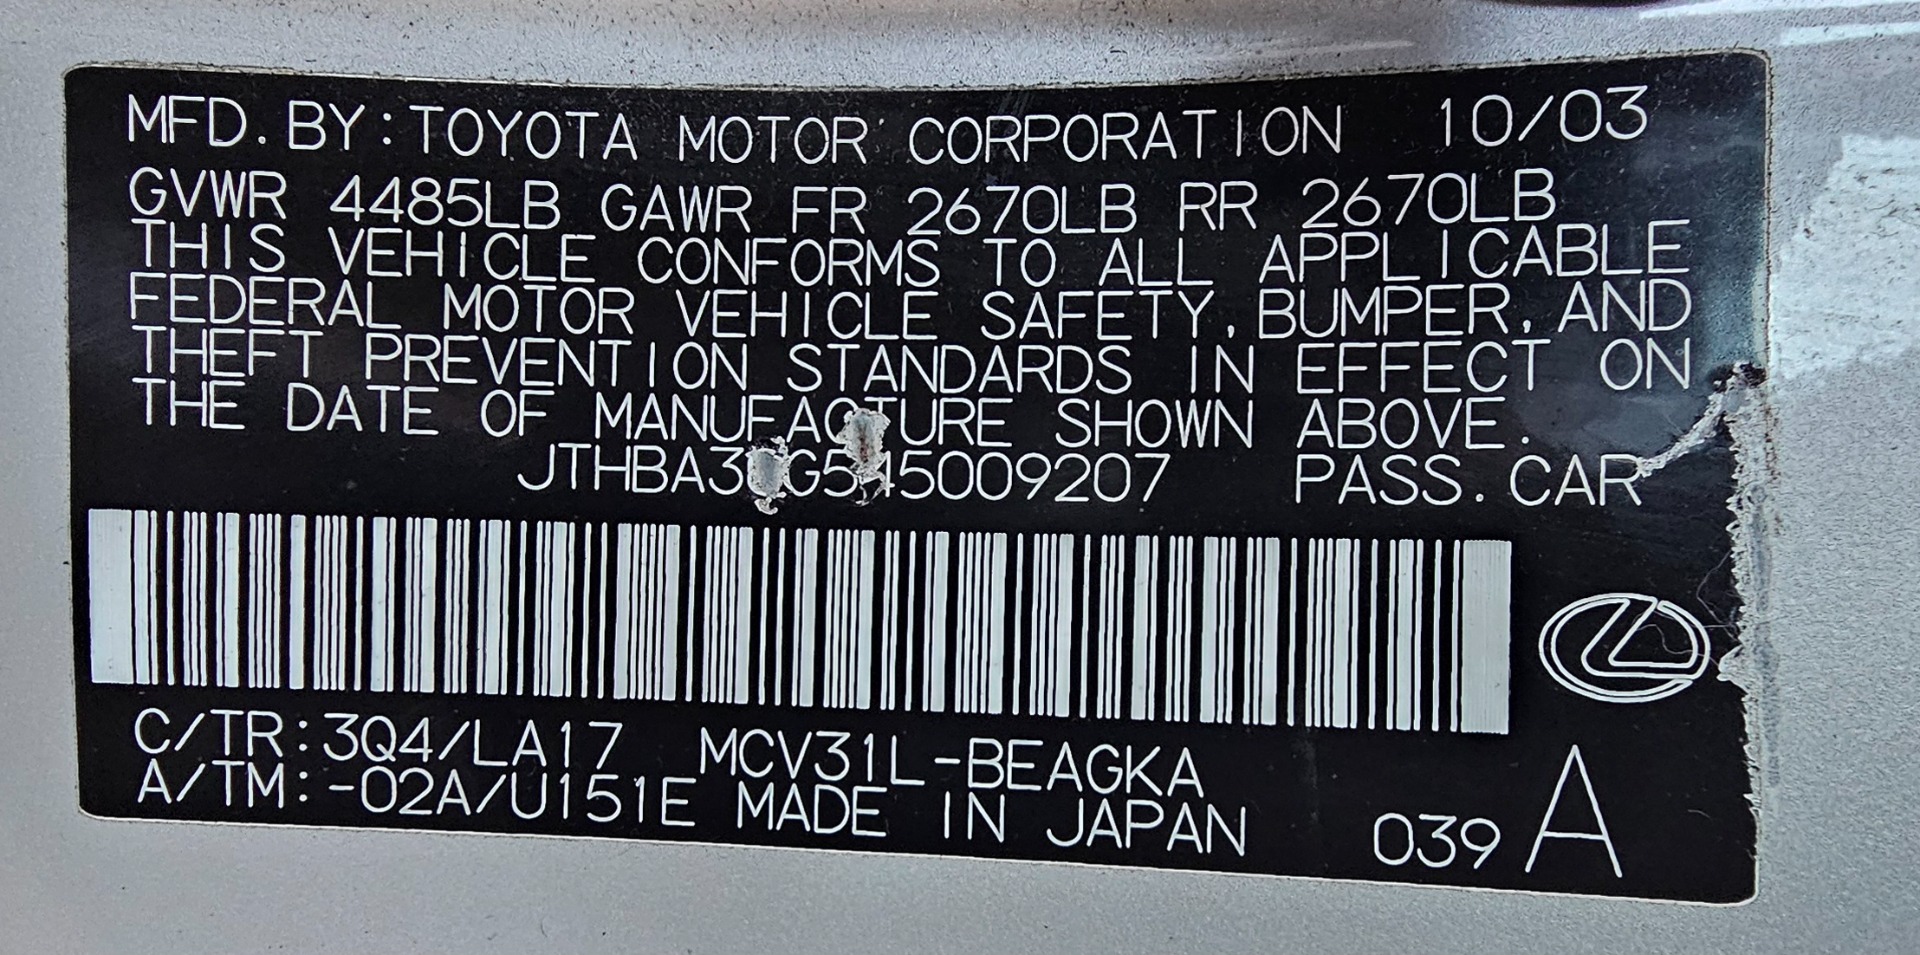 MFD. BY: TOYOTA MOTOR CORPORATION 10/03
GVWR 4485LB GAWR FR 2670LB RR 2670LB
THIS VEHICLE CONFORMS TO ALL APPLICABLE
FEDERAL MOTOR VEHICLE SAFETY, BUMPER, AND
THEFT PREVENTION STANDARDS IN EFFECT ON
THE DATE OF MANUFACTURE SHOWN ABOVE.
PASS. CAR
C/TR: 3Q4/LA17 MCV31L-BEAGKA
A/TM: -02A/U151E MADE IN JAPAN
039 A